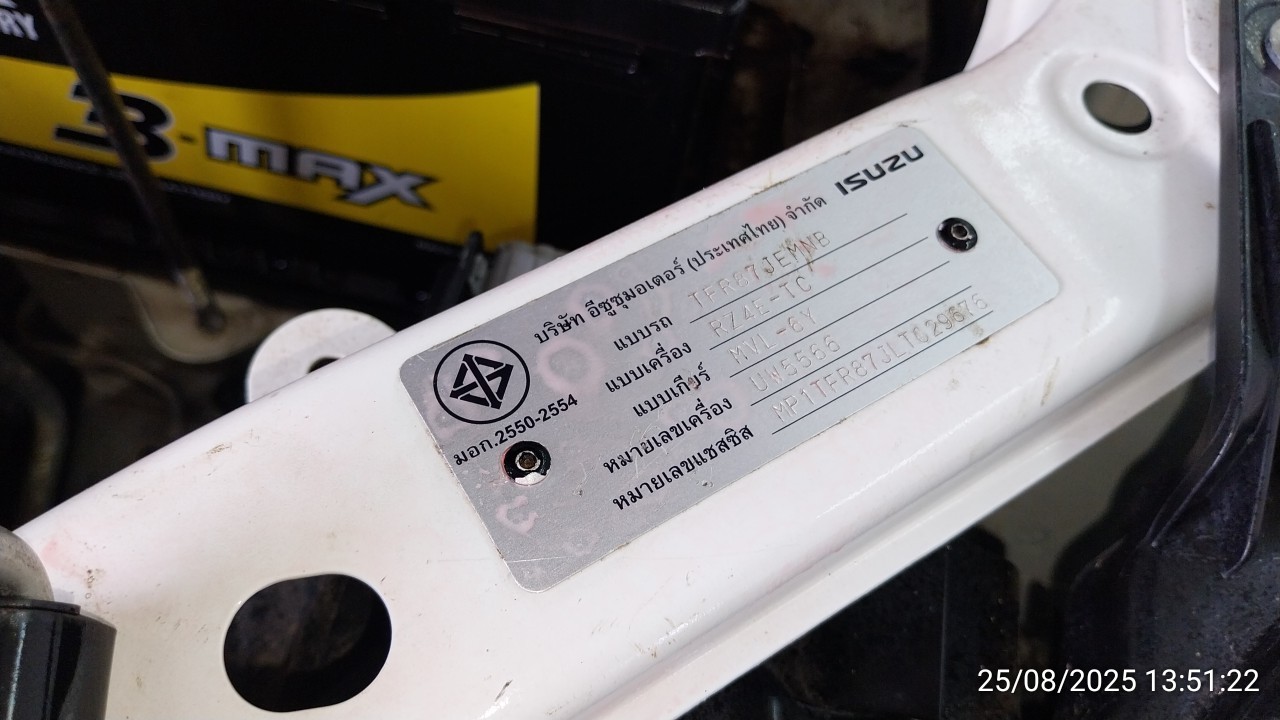 RY
3-MAX
บริษัท อีซูซุมอเตอร์ (ประเทศไทย) จำกัด ISUZU
แบบรถ TFR87JEMNB
แบบเครื่อง RZ4E-TC
แบบเกียร์ MVL-6Y
หมายเลขเครื่อง UW5566
หมายเลขแชสซิส MP1TFR87JLTG29676
มอก.2550-2554
25/08/2025 13:51:22